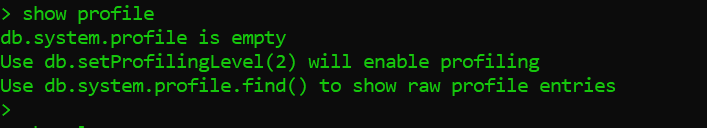 > show profile
db.system.profile is empty
Use db.setProfilingLevel(2) will enable profiling
Use db.system.profile.find() to show raw profile entries
>